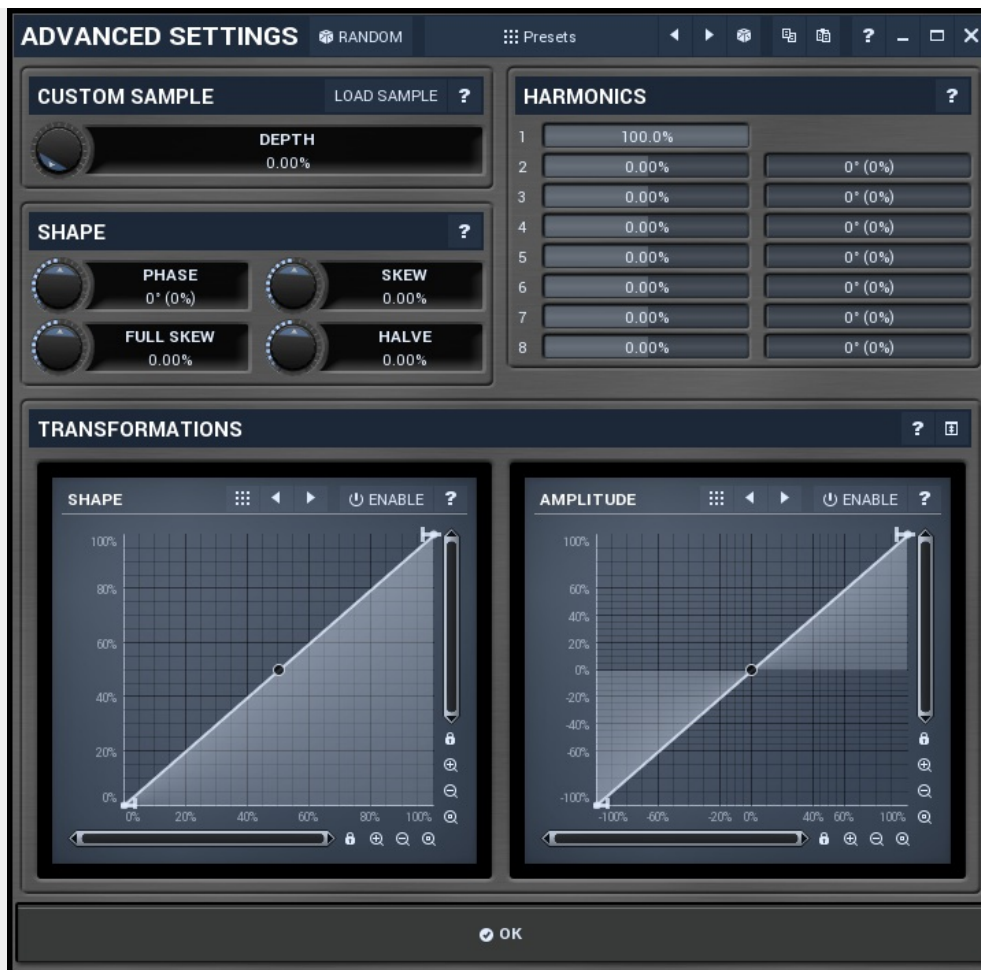 ADVANCED SETTINGS RANDOM Presets ?
CUSTOM SAMPLE LOAD SAMPLE ?
DEPTH
0.00%
SHAPE ?
PHASE
0° (0%)
SKEW
0.00%
FULL SKEW
0.00%
HALVE
0.00%
HARMONICS ?
1 100.0%
2 0.00% 0° (0%)
3 0.00% 0° (0%)
4 0.00% 0° (0%)
5 0.00% 0° (0%)
6 0.00% 0° (0%)
7 0.00% 0° (0%)
8 0.00% 0° (0%)
TRANSFORMATIONS ?
SHAPE ENABLE ?
100%
80%
60%
40%
20%
0%
0% 20% 40% 60% 80% 100%
AMPLITUDE ENABLE ?
100%
60%
40%
20%
0%
-20%
-40%
-60%
-100%
-100% -60% -20% 0% 40% 60% 100%
OK